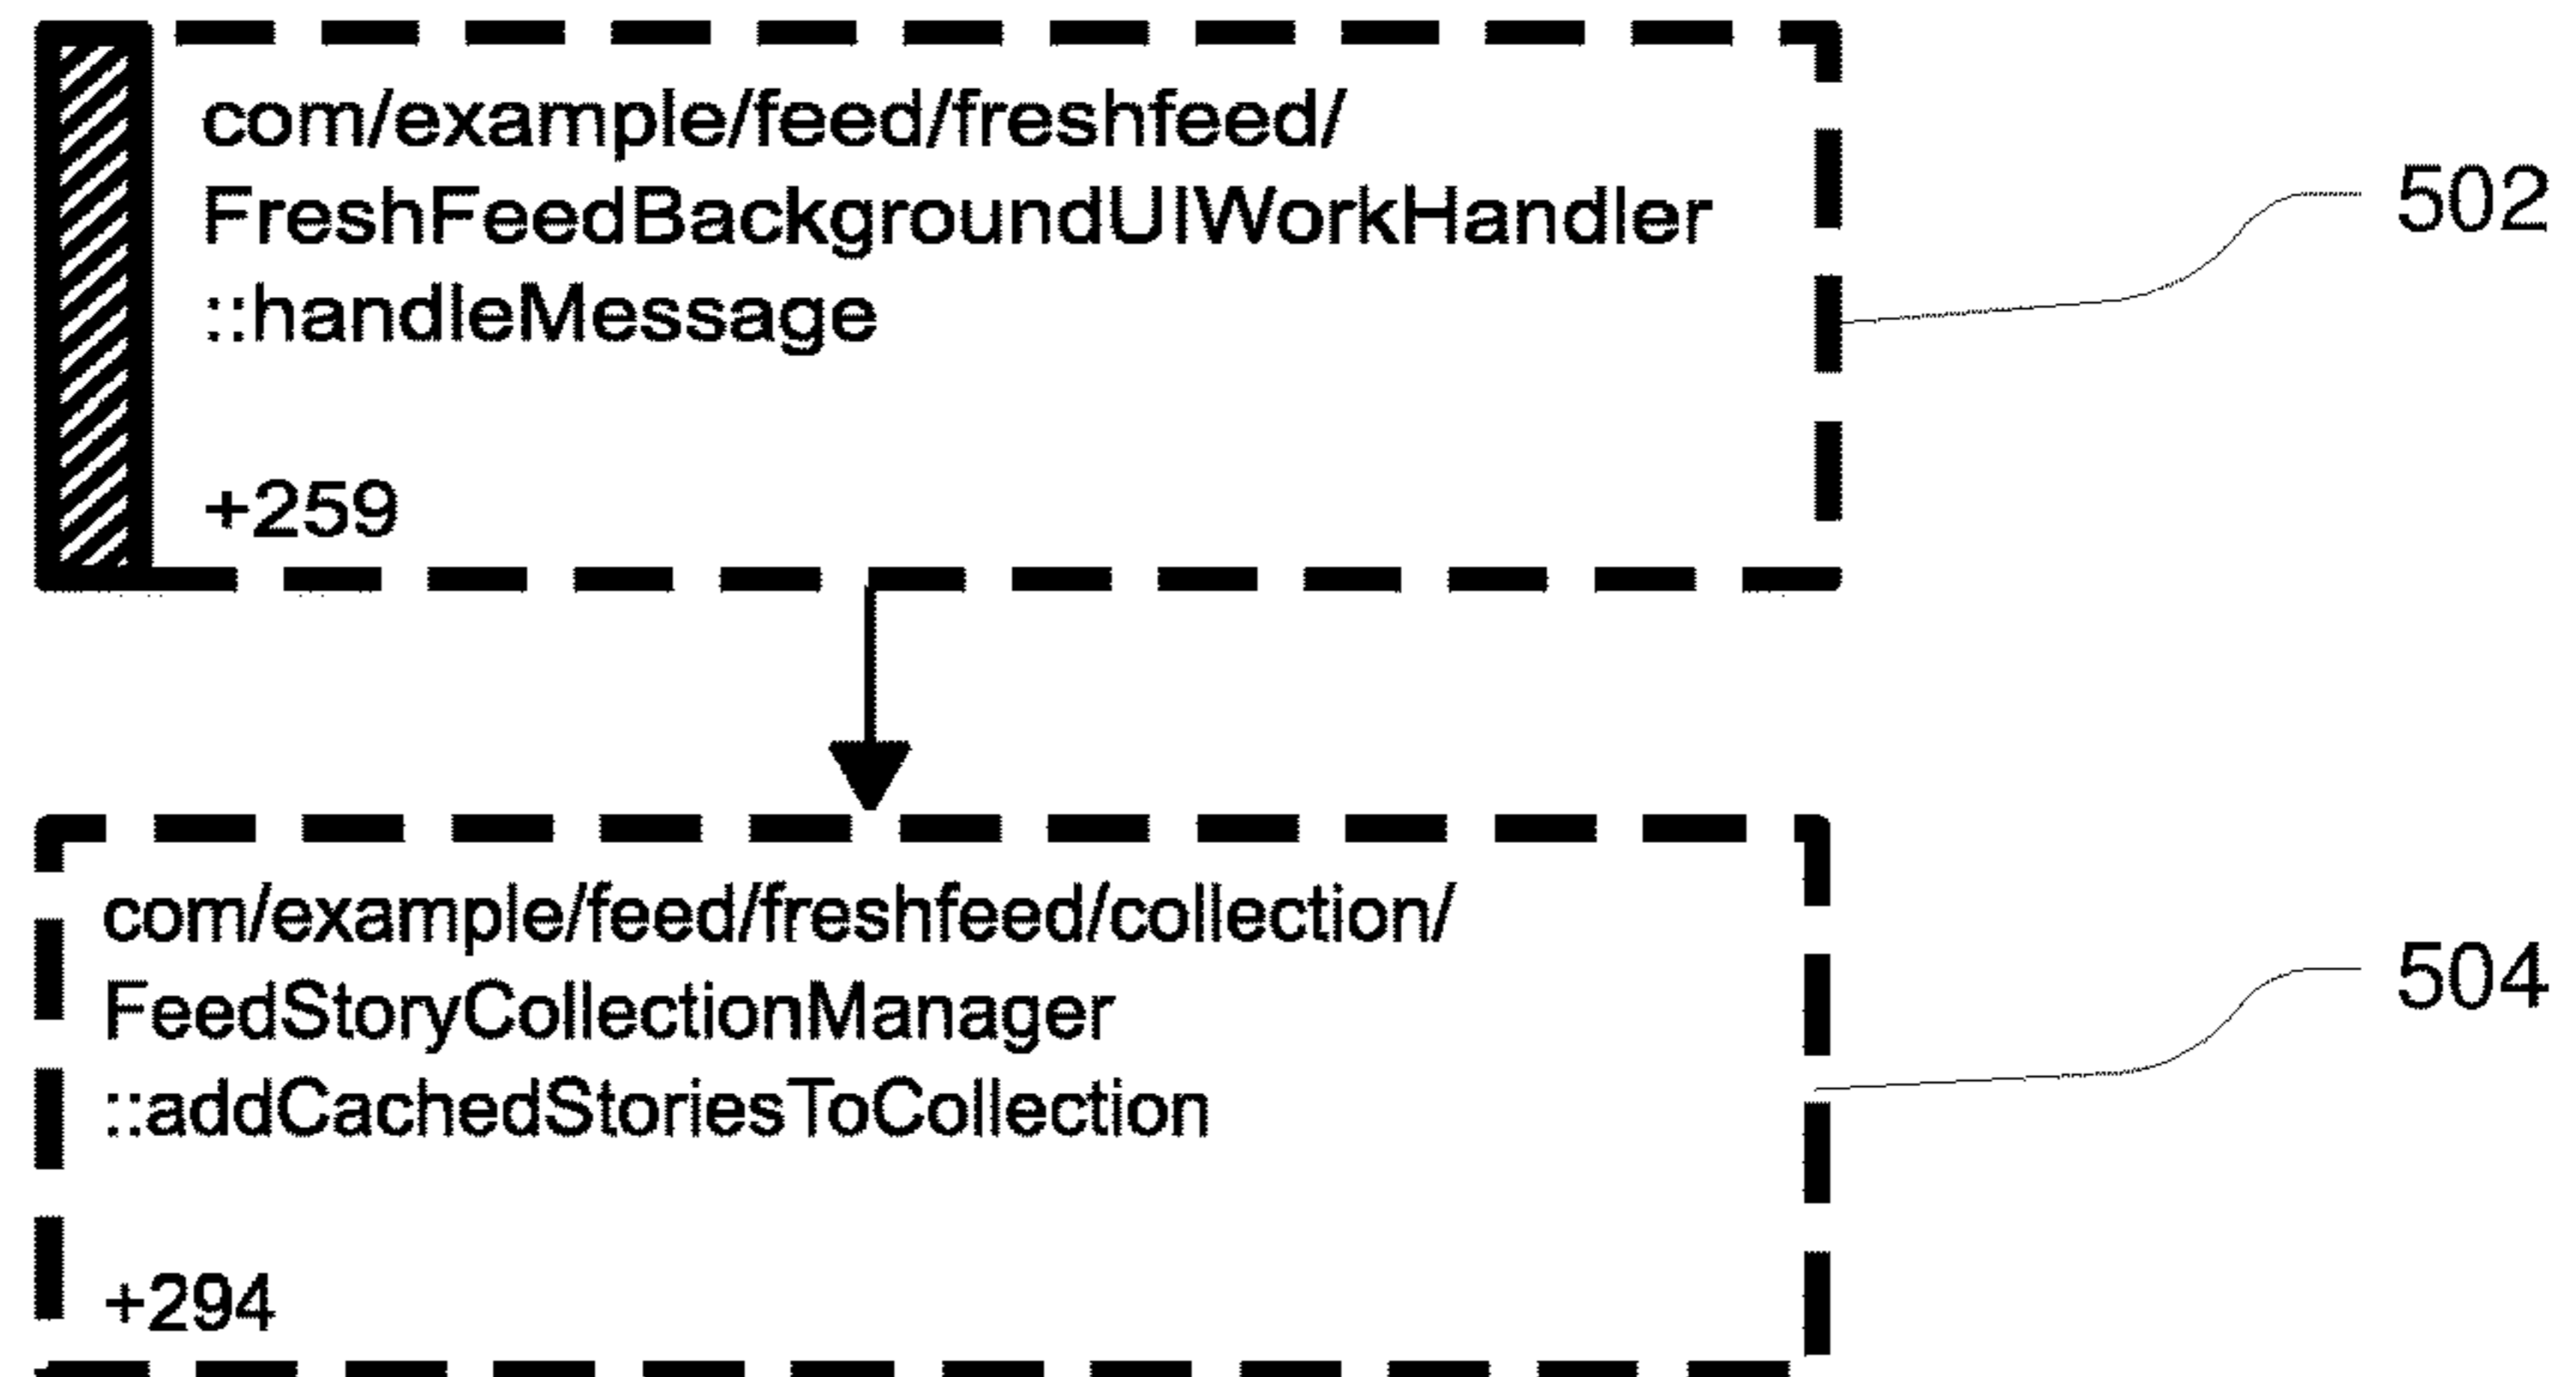 com/example/feed/freshfeed/
FreshFeedBackgroundUIWorkHandler
::handleMessage
+259
502
com/example/feed/freshfeed/collection/
FeedStoryCollectionManager
::addCachedStoriesToCollection
+294
504